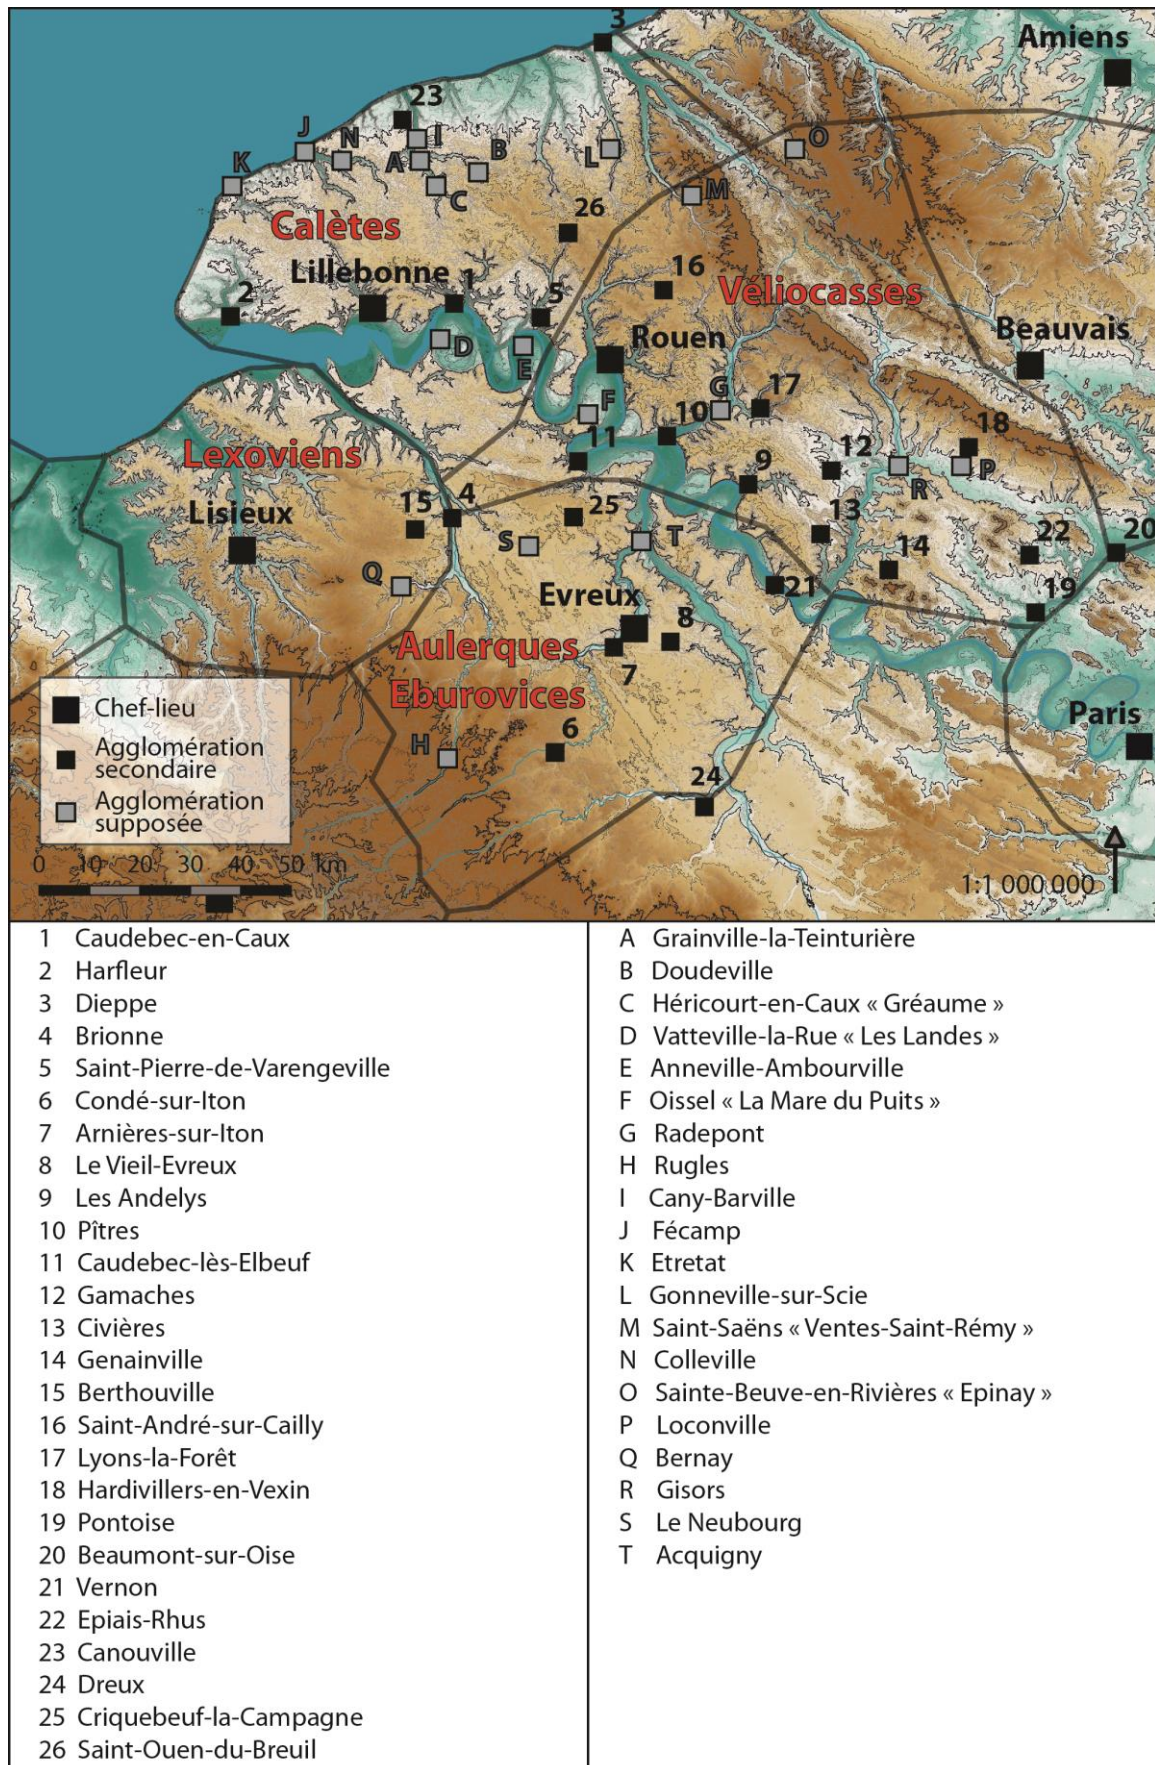 3
Amiens
23
J
N
I
O
K
A
B
L
C
M
26
Calètes
16
Lillebonne
1
Véliocasses
2
5
Rouen
Beauvais
D
E
G
17
F
10
18
11
12
Lexoviens
9
R
P
Lisieux
15
4
25
13
S
T
14
22
20
Q
Evreux
21
19
8
Aulerques
Eburovices
7
Chef-lieu
Paris
H
6
Agglomération
secondaire
24
Agglomération
supposée
0 10 20 30 40 50 km
1:1 000 000
1 Caudebec-en-Caux
2 Harfleur
3 Dieppe
4 Brionne
5 Saint-Pierre-de-Varengeville
6 Condé-sur-Iton
7 Arnières-sur-Iton
8 Le Vieil-Evreux
9 Les Andelys
10 Pîtres
11 Caudebec-lès-Elbeuf
12 Gamaches
13 Civières
14 Genainville
15 Berthouville
16 Saint-André-sur-Cailly
17 Lyons-la-Forêt
18 Hardivillers-en-Vexin
19 Pontoise
20 Beaumont-sur-Oise
21 Vernon
22 Epiais-Rhus
23 Canouville
24 Dreux
25 Criquebeuf-la-Campagne
26 Saint-Ouen-du-Breuil
A Grainville-la-Teinturière
B Doudeville
C Héricourt-en-Caux « Gréaume »
D Vatteville-la-Rue « Les Landes »
E Anneville-Ambourville
F Oissel « La Mare du Puits »
G Radepont
H Rugles
I Cany-Barville
J Fécamp
K Etretat
L Gonneville-sur-Scie
M Saint-Saëns « Ventes-Saint-Rémy »
N Colleville
O Sainte-Beuve-en-Rivières « Epinay »
P Loconville
Q Bernay
R Gisors
S Le Neubourg
T Acquigny